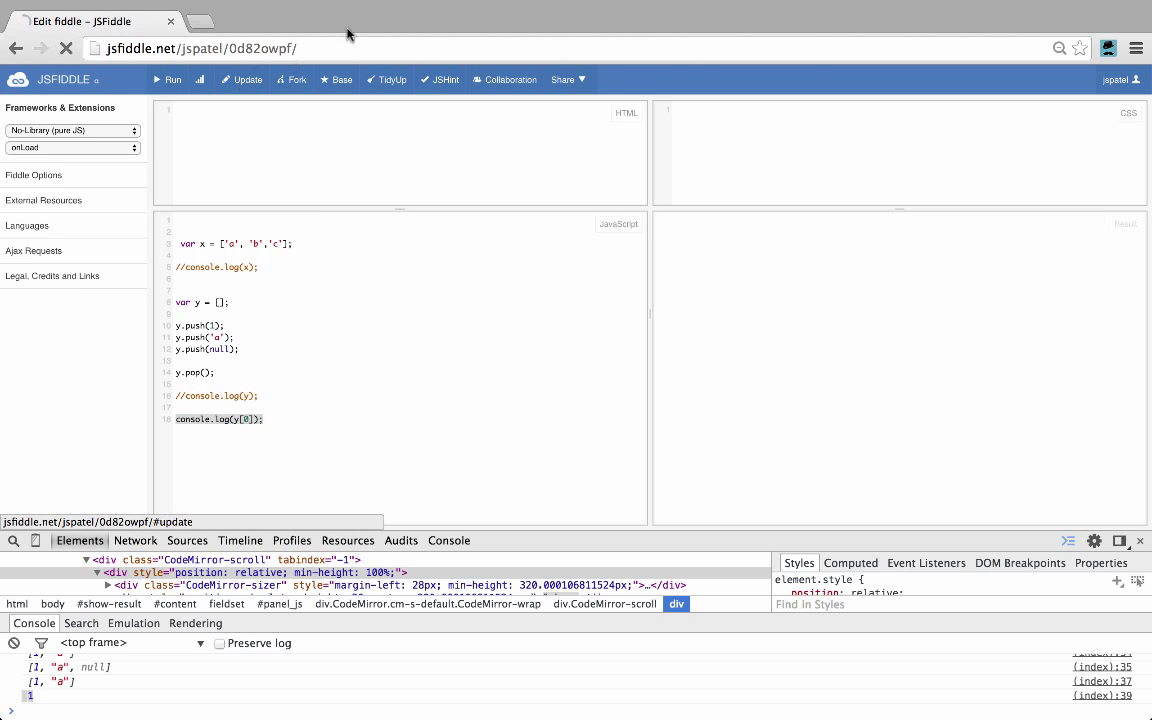 Edit fiddle - JSFiddle
jsfiddle.net/jspatel/0d82owpf/
JSFIDDLE α Run Update Fork Base TidyUp JSHint Collaboration Share jspatel
Frameworks & Extensions
No-Library (pure JS)
onLoad
Fiddle Options
External Resources
Languages
Ajax Requests
Legal, Credits and Links
1 HTML
1 CSS
JavaScript
Result
1
2
3 var x = ['a', 'b','c'];
4
5 //console.log(x);
6
7
8 var y = [];
9
10 y.push(1);
11 y.push('a');
12 y.push(null);
13
14 y.pop();
15
16 //console.log(y);
17
18 console.log(y[0]);
jsfiddle.net/jspatel/0d82owpf/#update
Elements Network Sources Timeline Profiles Resources Audits Console
▼<div class="CodeMirror-scroll" tabindex="-1">
▼<div style="position: relative; min-height: 100%;">
▶<div class="CodeMirror-sizer" style="margin-left: 28px; min-height: 320.000106811524px;">…</div>
html body #show-result #content fieldset #panel_js div.CodeMirror.cm-s-default.CodeMirror-wrap div.CodeMirror-scroll div
Styles Computed Event Listeners DOM Breakpoints Properties
element.style {
position: relative;
Find in Styles
Console Search Emulation Rendering
<top frame> ▼ Preserve log
[1, "a", null] (index):35
[1, "a"] (index):37
1 (index):39
>